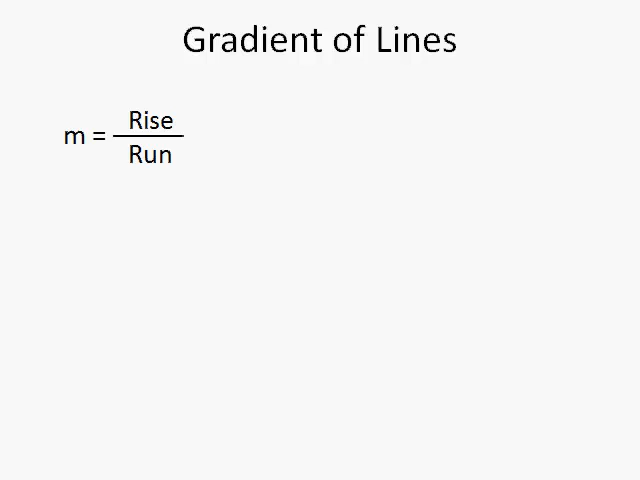 Gradient of Lines
m = Rise
Run